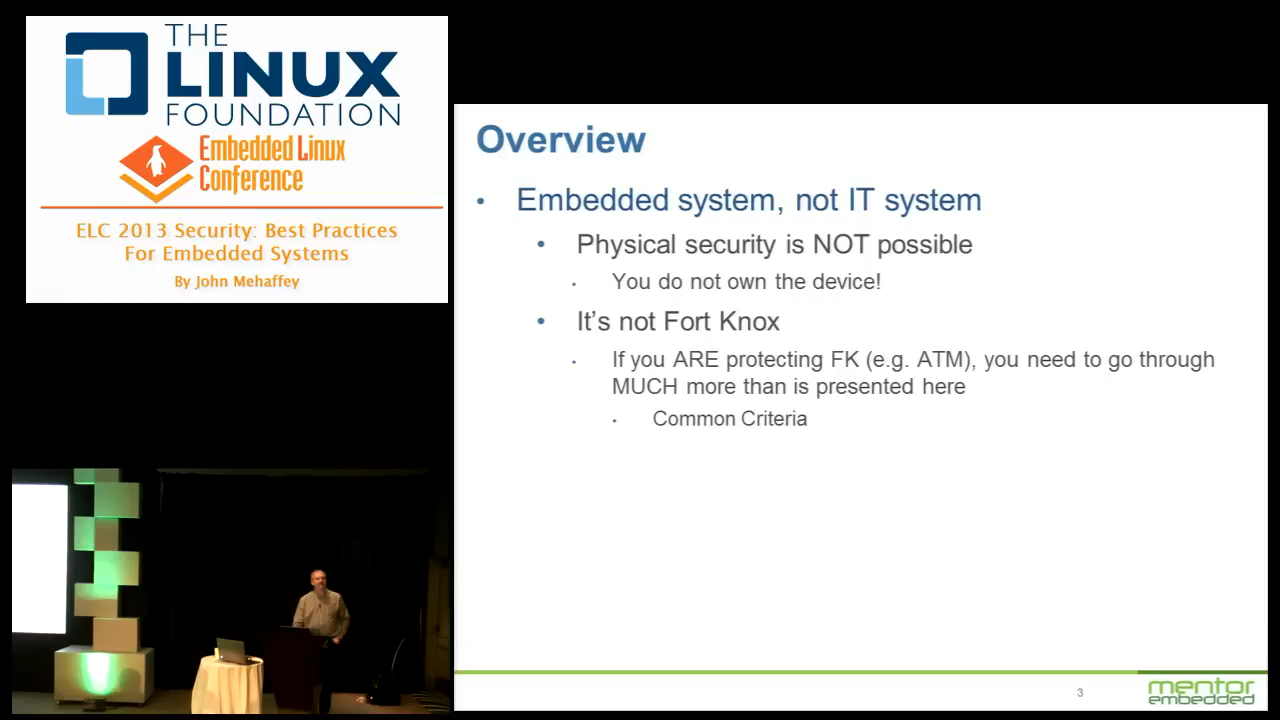 THE
LINUX
FOUNDATION
Embedded Linux
Conference
ELC 2013 Security: Best Practices
For Embedded Systems
By John Mehaffey
Overview
• Embedded system, not IT system
• Physical security is NOT possible
• You do not own the device!
• It’s not Fort Knox
• If you ARE protecting FK (e.g. ATM), you need to go through
MUCH more than is presented here
• Common Criteria
3
mentor
embedded